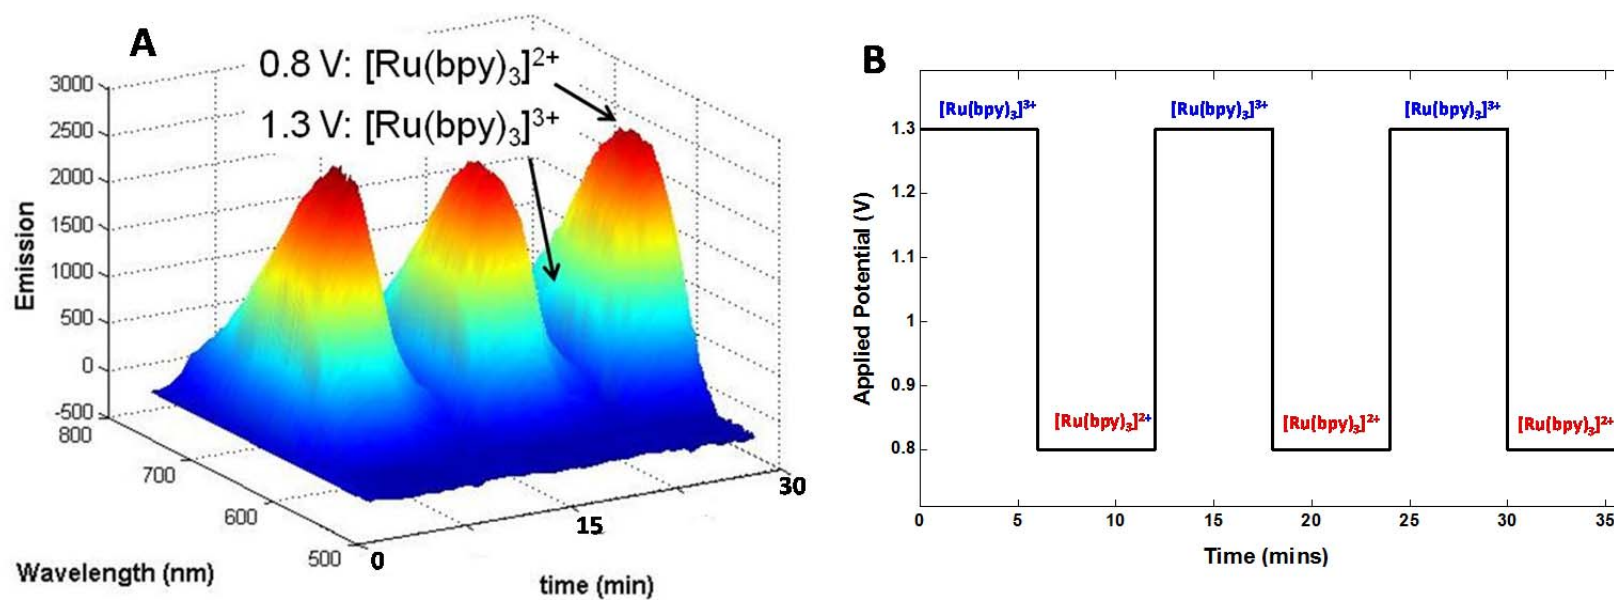 A
0.8 V: [Ru(bpy)₃]²⁺
1.3 V: [Ru(bpy)₃]³⁺
3000
2500
2000
1500
1000
500
0
-500
Emission
800
700
600
500
Wavelength (nm)
0
15
30
time (min)
B
[Ru(bpy)₃]³⁺ [Ru(bpy)₃]³⁺ [Ru(bpy)₃]³⁺
1.3
1.2
1.1
1
0.9
0.8
Applied Potential (V)
[Ru(bpy)₃]²⁺ [Ru(bpy)₃]²⁺ [Ru(bpy)₃]²⁺
0 5 10 15 20 25 30 35
Time (mins)